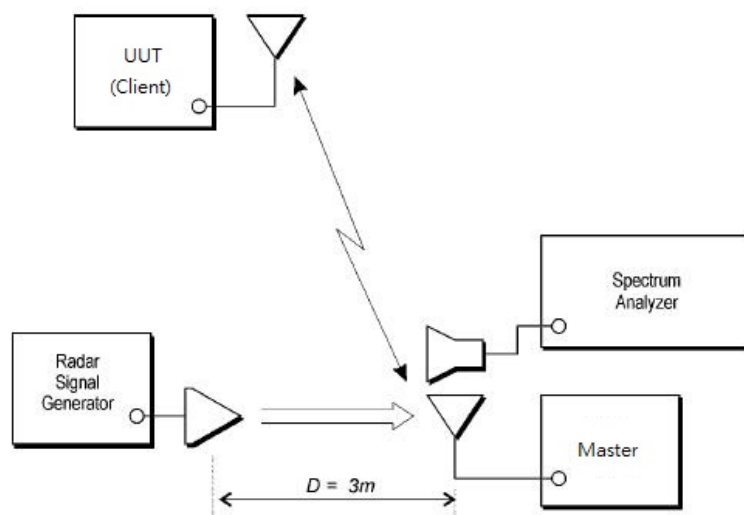 UUT
(Client)
Spectrum
Analyzer
Radar
Signal
Generator
Master
D = 3m